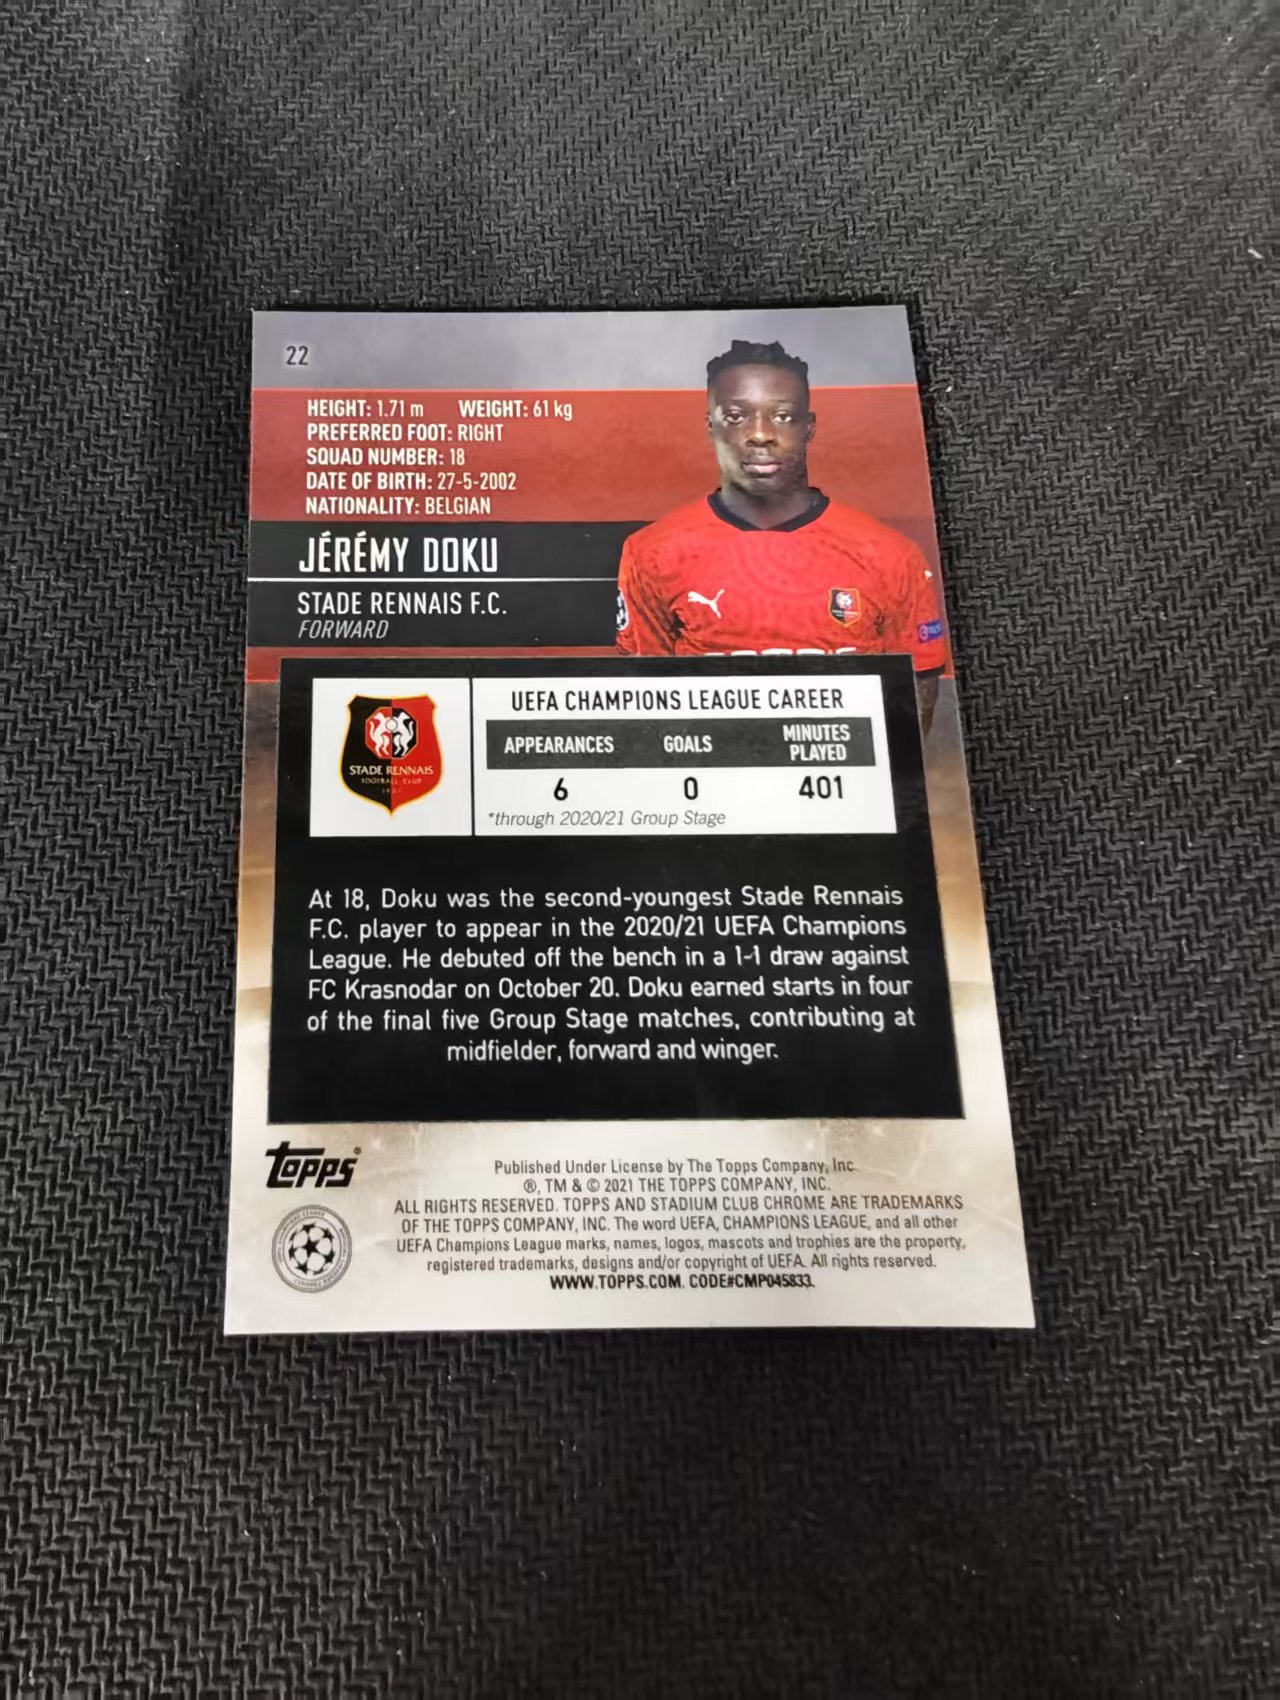 22
HEIGHT: 1.71 m WEIGHT: 61 kg
PREFERRED FOOT: RIGHT
SQUAD NUMBER: 18
DATE OF BIRTH: 27-5-2002
NATIONALITY: BELGIAN
JÉRÉMY DOKU
STADE RENNAIS F.C.
FORWARD
STADE RENNAIS
FOOTBALL CLUB
UEFA CHAMPIONS LEAGUE CAREER
APPEARANCES GOALS MINUTES PLAYED
6 0 401
*through 2020/21 Group Stage
At 18, Doku was the second-youngest Stade Rennais
F.C. player to appear in the 2020/21 UEFA Champions
League. He debuted off the bench in a 1-1 draw against
FC Krasnodar on October 20. Doku earned starts in four
of the final five Group Stage matches, contributing at
midfielder, forward and winger.
Topps®
Published Under License by The Topps Company, Inc.
®, TM & © 2021 THE TOPPS COMPANY, INC.
ALL RIGHTS RESERVED. TOPPS AND STADIUM CLUB CHROME ARE TRADEMARKS
OF THE TOPPS COMPANY, INC. The word UEFA, CHAMPIONS LEAGUE, and all other
UEFA Champions League marks, names, logos, mascots and trophies are the property,
registered trademarks, designs and/or copyright of UEFA. All rights reserved.
WWW.TOPPS.COM. CODE#CMP045833